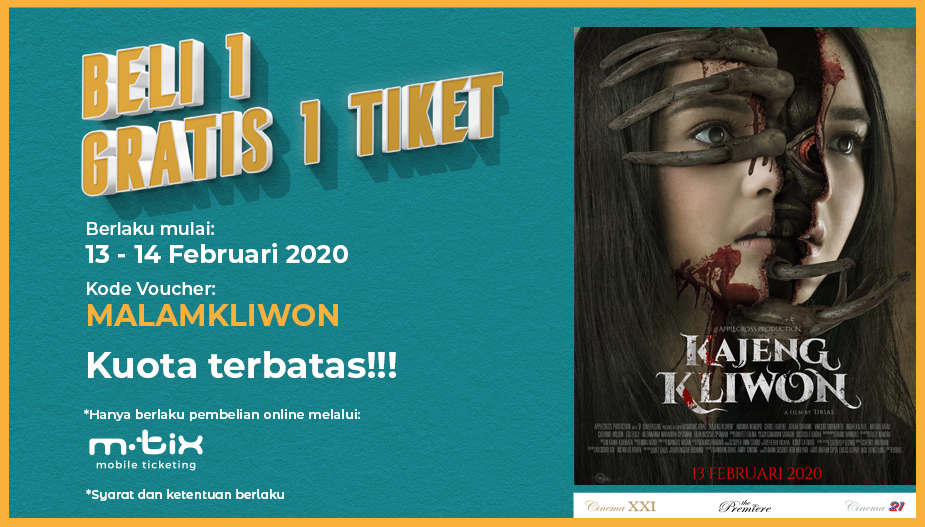 BELI 1
GRATIS 1 TIKET
Berlaku mulai:
13 - 14 Februari 2020
Kode Voucher:
MALAMKLIWON
Kuota terbatas!!!
*Hanya berlaku pembelian online melalui:
m·tix
mobile ticketing
*Syarat dan ketentuan berlaku
APPLECROSS PRODUCTION
KAJENG
KLIWON
A FILM BY DRIAS
13 FEBRUARI 2020
Cinema XXI
the Premiere
Cinema 21